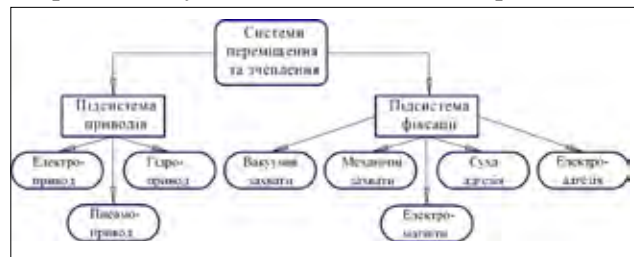 Системи
переміщення
та зчеплення
Підсистема
приводів
Підсистема
фіксації
Електро-
привод
Гідро-
привод
Вакуумні
захвати
Механічні
захвати
Суха
адгезія
Електро-
адгезія
Пневмо-
привод
Електро-
магніти